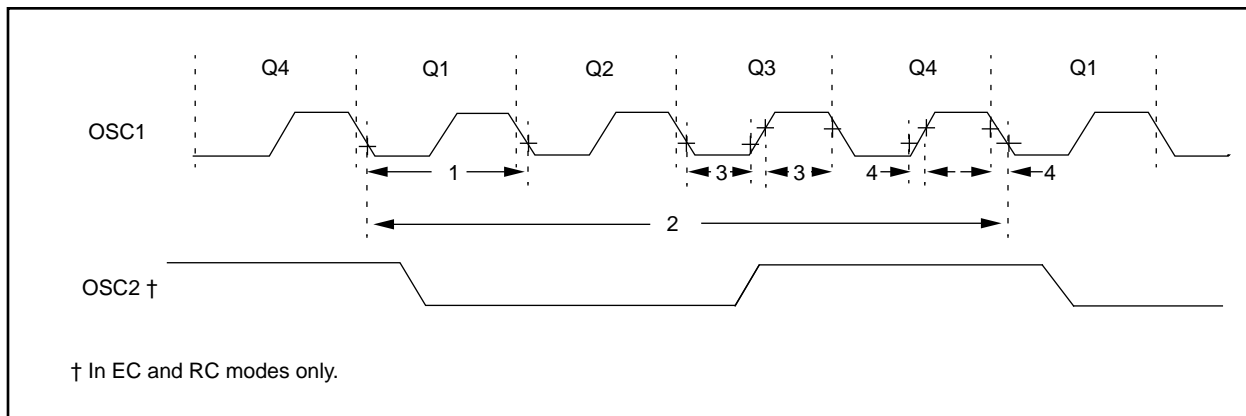 Q4 Q1 Q2 Q3 Q4 Q1
OSC1
1 3 3 4 4
2
OSC2 †
† In EC and RC modes only.